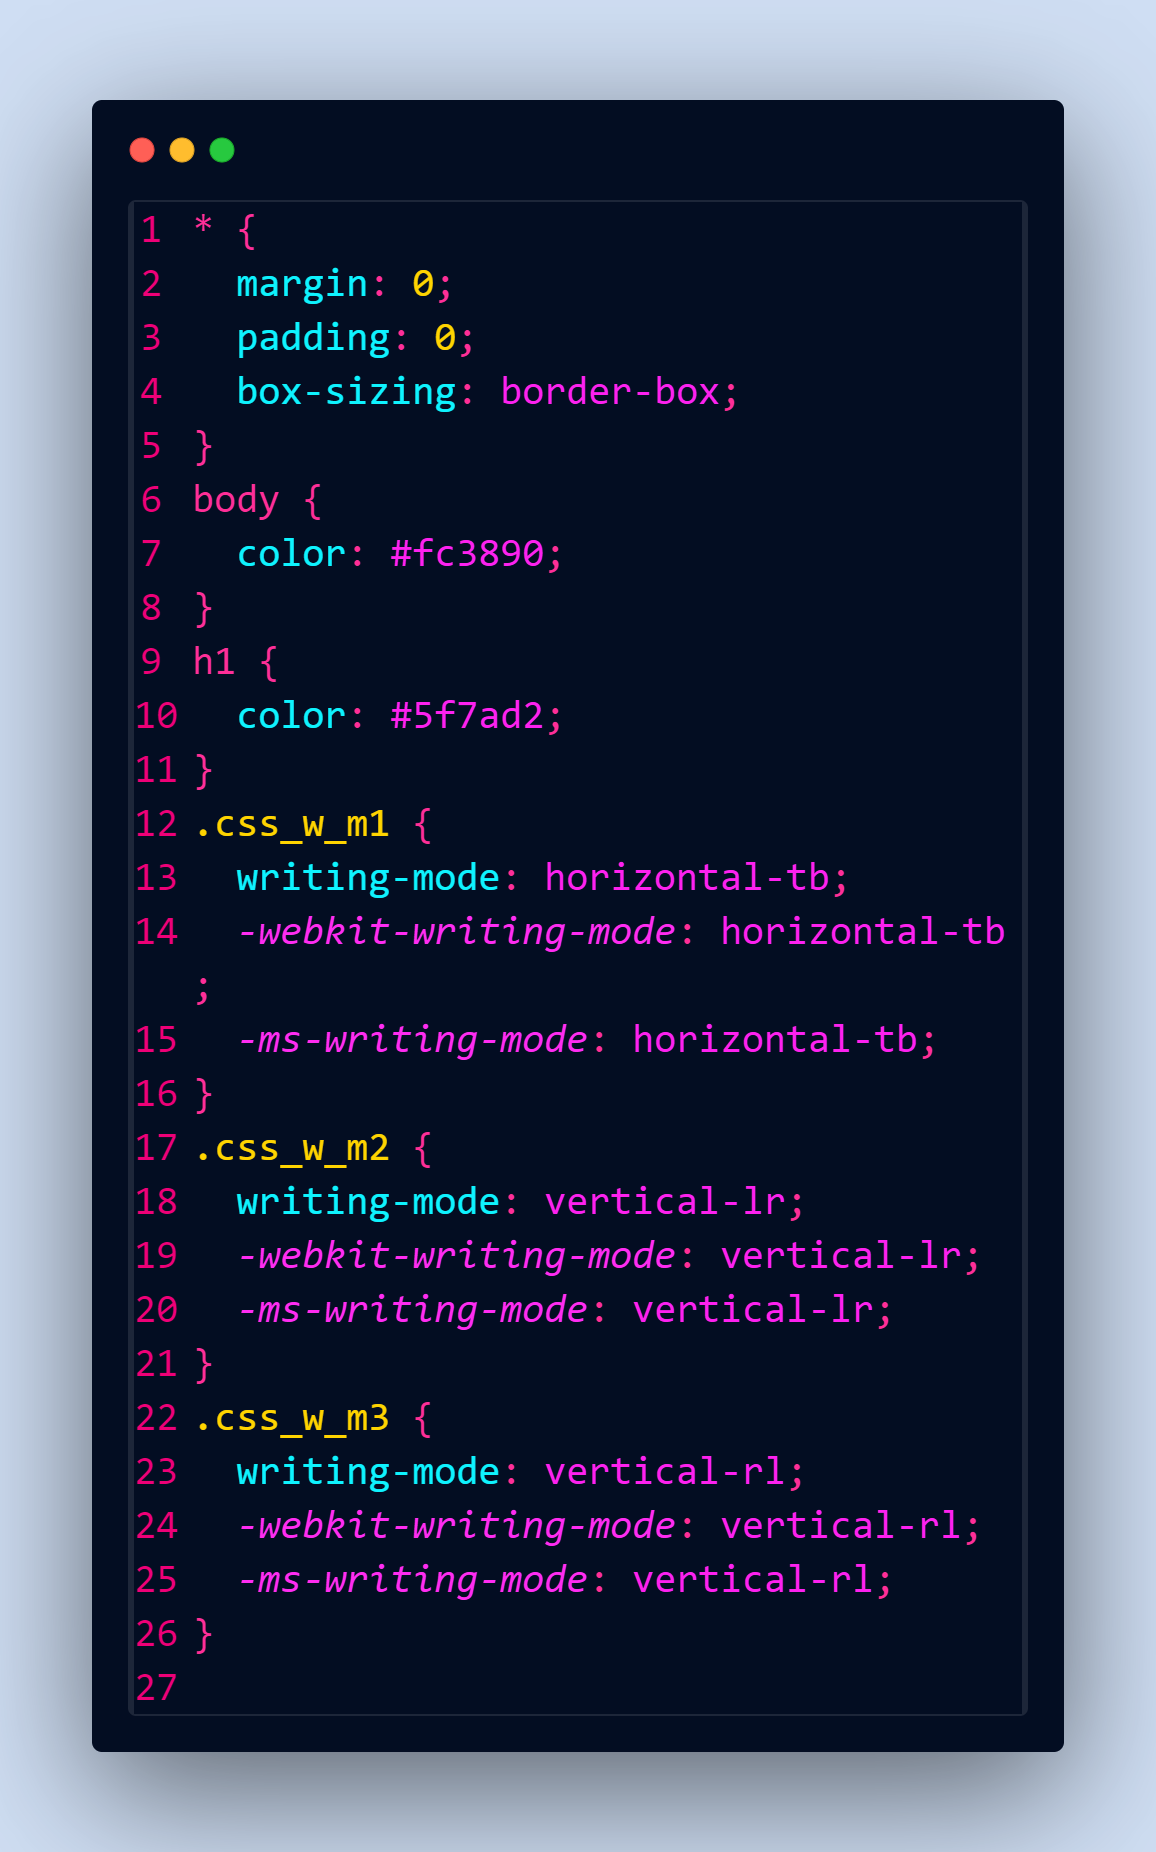 1 * {
2   margin: 0;
3   padding: 0;
4   box-sizing: border-box;
5 }
6 body {
7   color: #fc3890;
8 }
9 h1 {
10   color: #5f7ad2;
11 }
12 .css_w_m1 {
13   writing-mode: horizontal-tb;
14   -webkit-writing-mode: horizontal-tb
;
15   -ms-writing-mode: horizontal-tb;
16 }
17 .css_w_m2 {
18   writing-mode: vertical-lr;
19   -webkit-writing-mode: vertical-lr;
20   -ms-writing-mode: vertical-lr;
21 }
22 .css_w_m3 {
23   writing-mode: vertical-rl;
24   -webkit-writing-mode: vertical-rl;
25   -ms-writing-mode: vertical-rl;
26 }
27